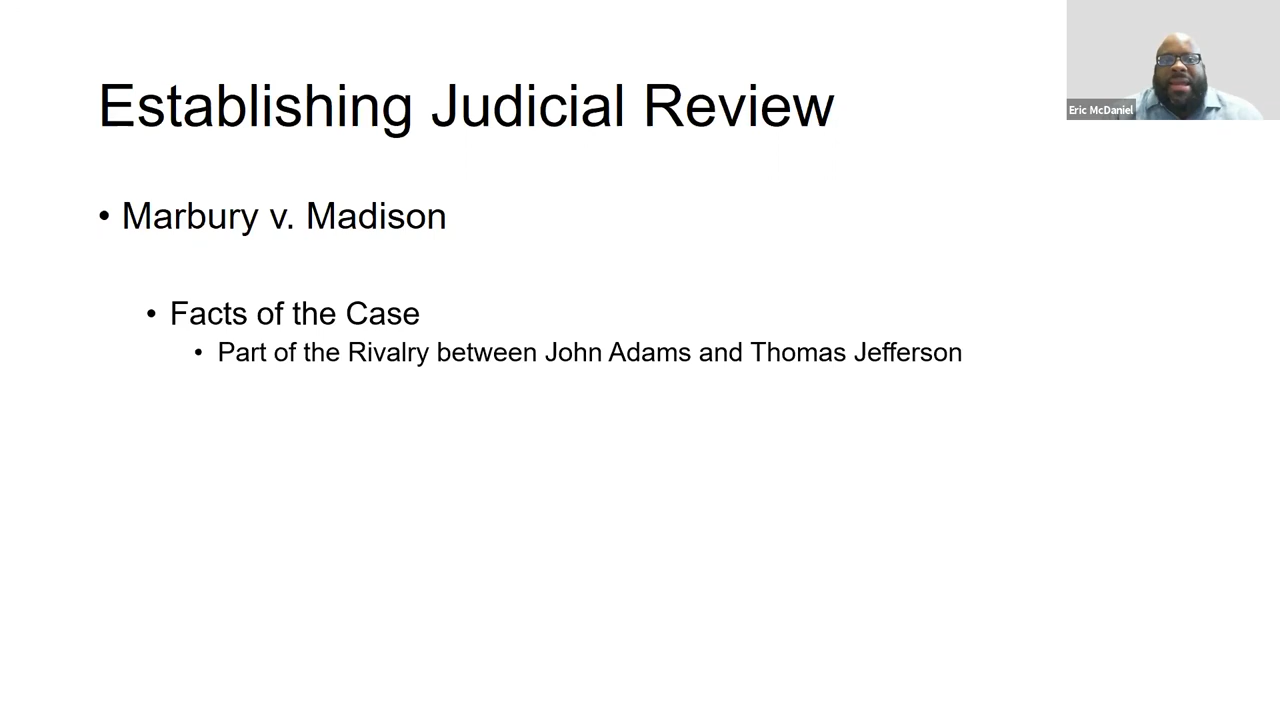 Establishing Judicial Review
• Marbury v. Madison
• Facts of the Case
• Part of the Rivalry between John Adams and Thomas Jefferson
Eric McDaniel